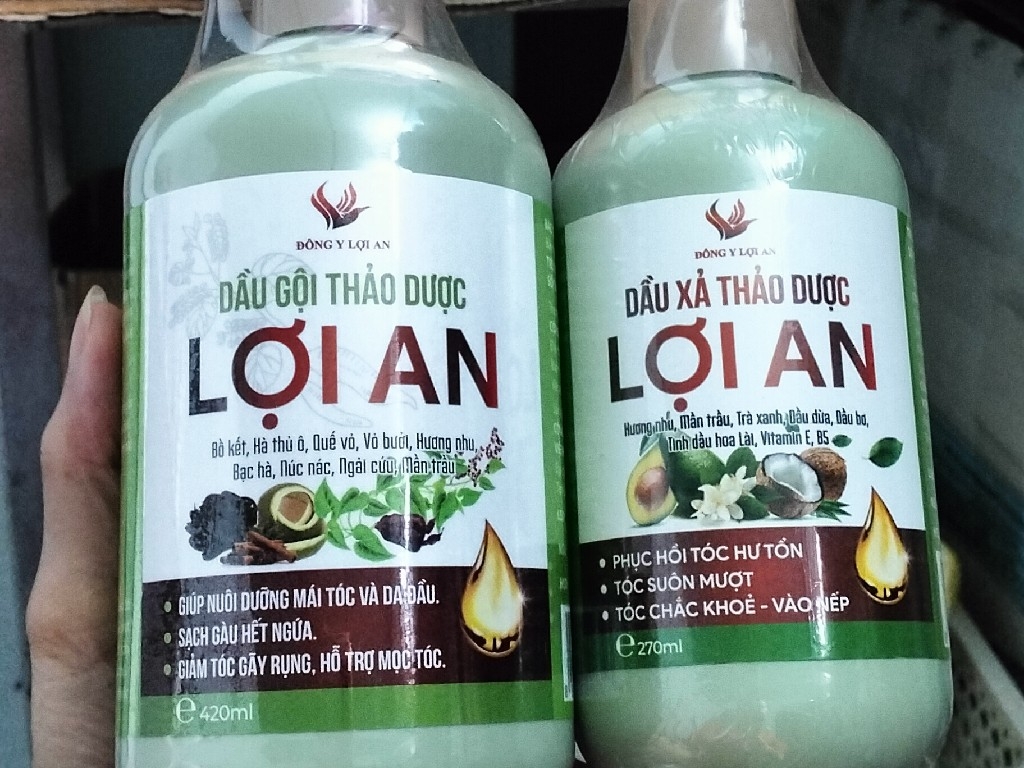 ĐÔNG Y LỢI AN
DẦU GỘI THẢO DƯỢC
LỢI AN
Bồ kết, Hà thủ ô, Quế vỏ, Vỏ bưởi, Hương nhu,
Bạc hà, Núc nác, Ngải cứu, Mần trầu
GIÚP NUÔI DƯỠNG MÁI TÓC VÀ DA ĐẦU.
SẠCH GÀU HẾT NGỨA.
GIẢM TÓC GÃY RỤNG, HỖ TRỢ MỌC TÓC.
℮ 420ml
ĐÔNG Y LỢI AN
DẦU XẢ THẢO DƯỢC
LỢI AN
Hương nhu, Mần trầu, Trà xanh, Dầu dừa, Dầu bơ,
Tinh dầu hoa Lài, Vitamin E, B5
• PHỤC HỒI TÓC HƯ TỔN
• TÓC SUÔN MƯỢT
• TÓC CHẮC KHOẺ - VÀO NẾP
℮ 270ml